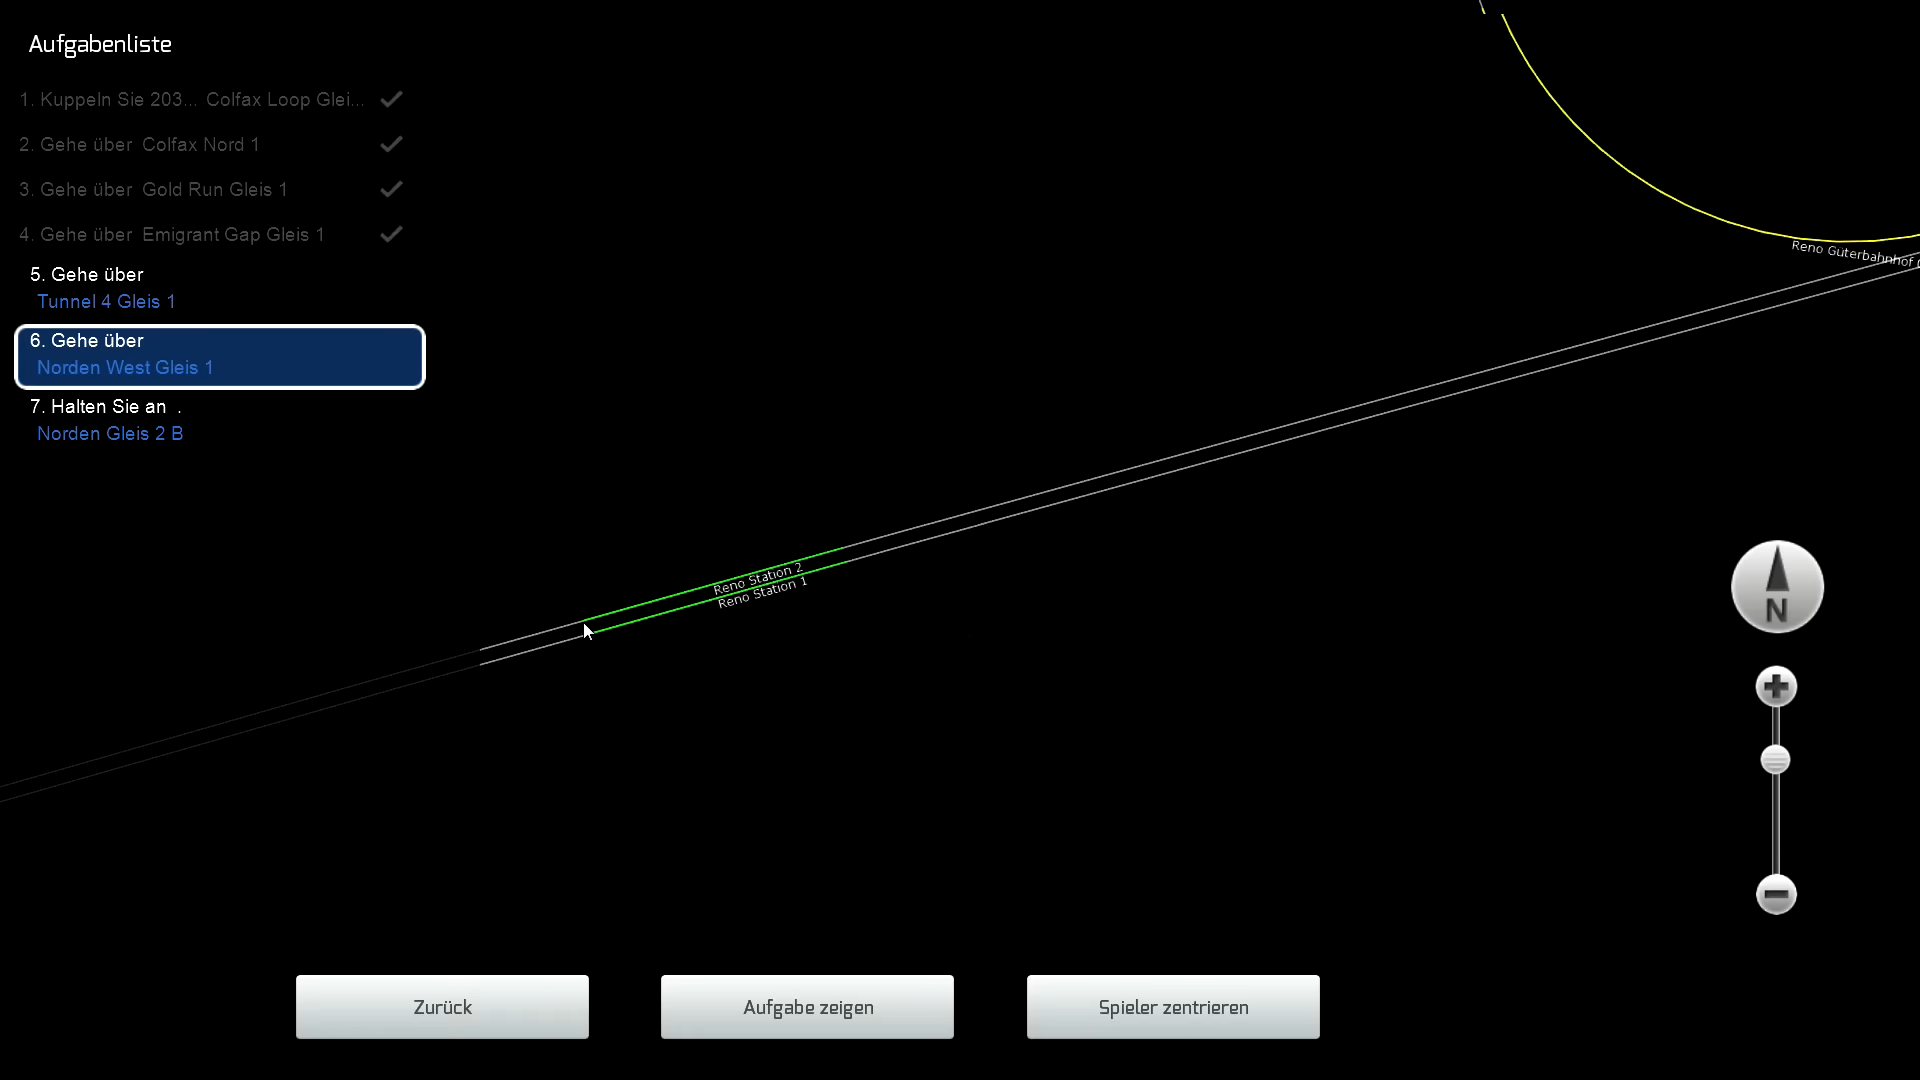 Aufgabenliste
1. Kuppeln Sie 203... Colfax Loop Glei...
2. Gehe über Colfax Nord 1
3. Gehe über Gold Run Gleis 1
4. Gehe über Emigrant Gap Gleis 1
5. Gehe über
Tunnel 4 Gleis 1
6. Gehe über
Norden West Gleis 1
7. Halten Sie an .
Norden Gleis 2 B
Reno Güterbahnhof
Reno Station 2
Reno Station 1
N
Zurück
Aufgabe zeigen
Spieler zentrieren